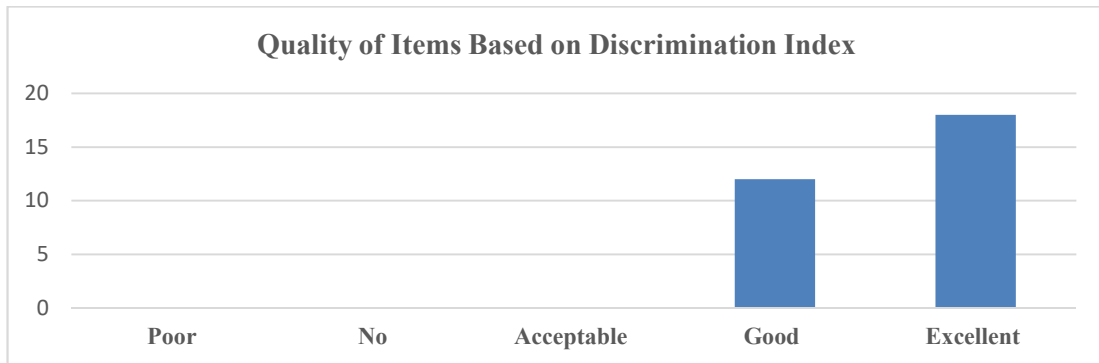 Quality of Items Based on Discrimination Index
20
15
10
5
0
Poor No Acceptable Good Excellent